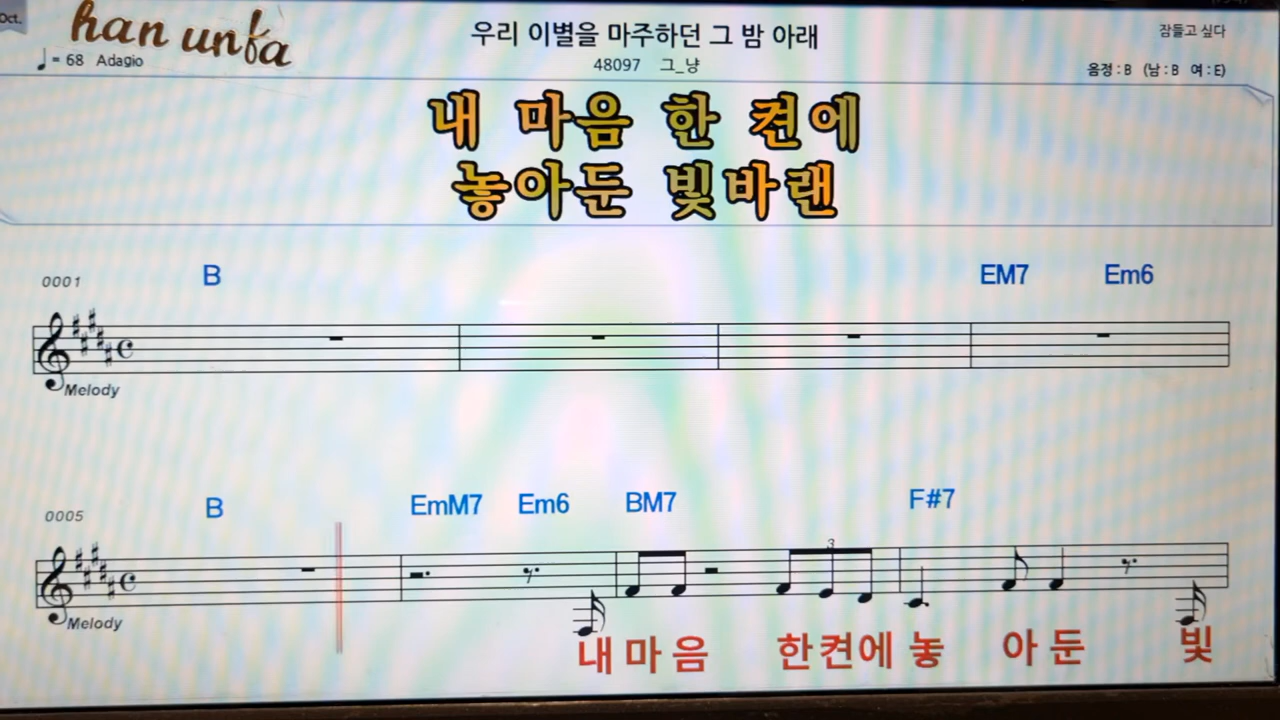 Oct.
han unfa
우리 이별을 마주하던 그 밤 아래
잠들고 싶다
♩= 68 Adagio
48097 그_냥
음정 : B (남 : B 여 : E)
내 마음 한 켠에
놓아둔 빛바랜
0001 B EM7 Em6
Melody
0005 B EmM7 Em6 BM7 F#7
3
Melody
내 마 음 한 켠 에 놓 아 둔 빛